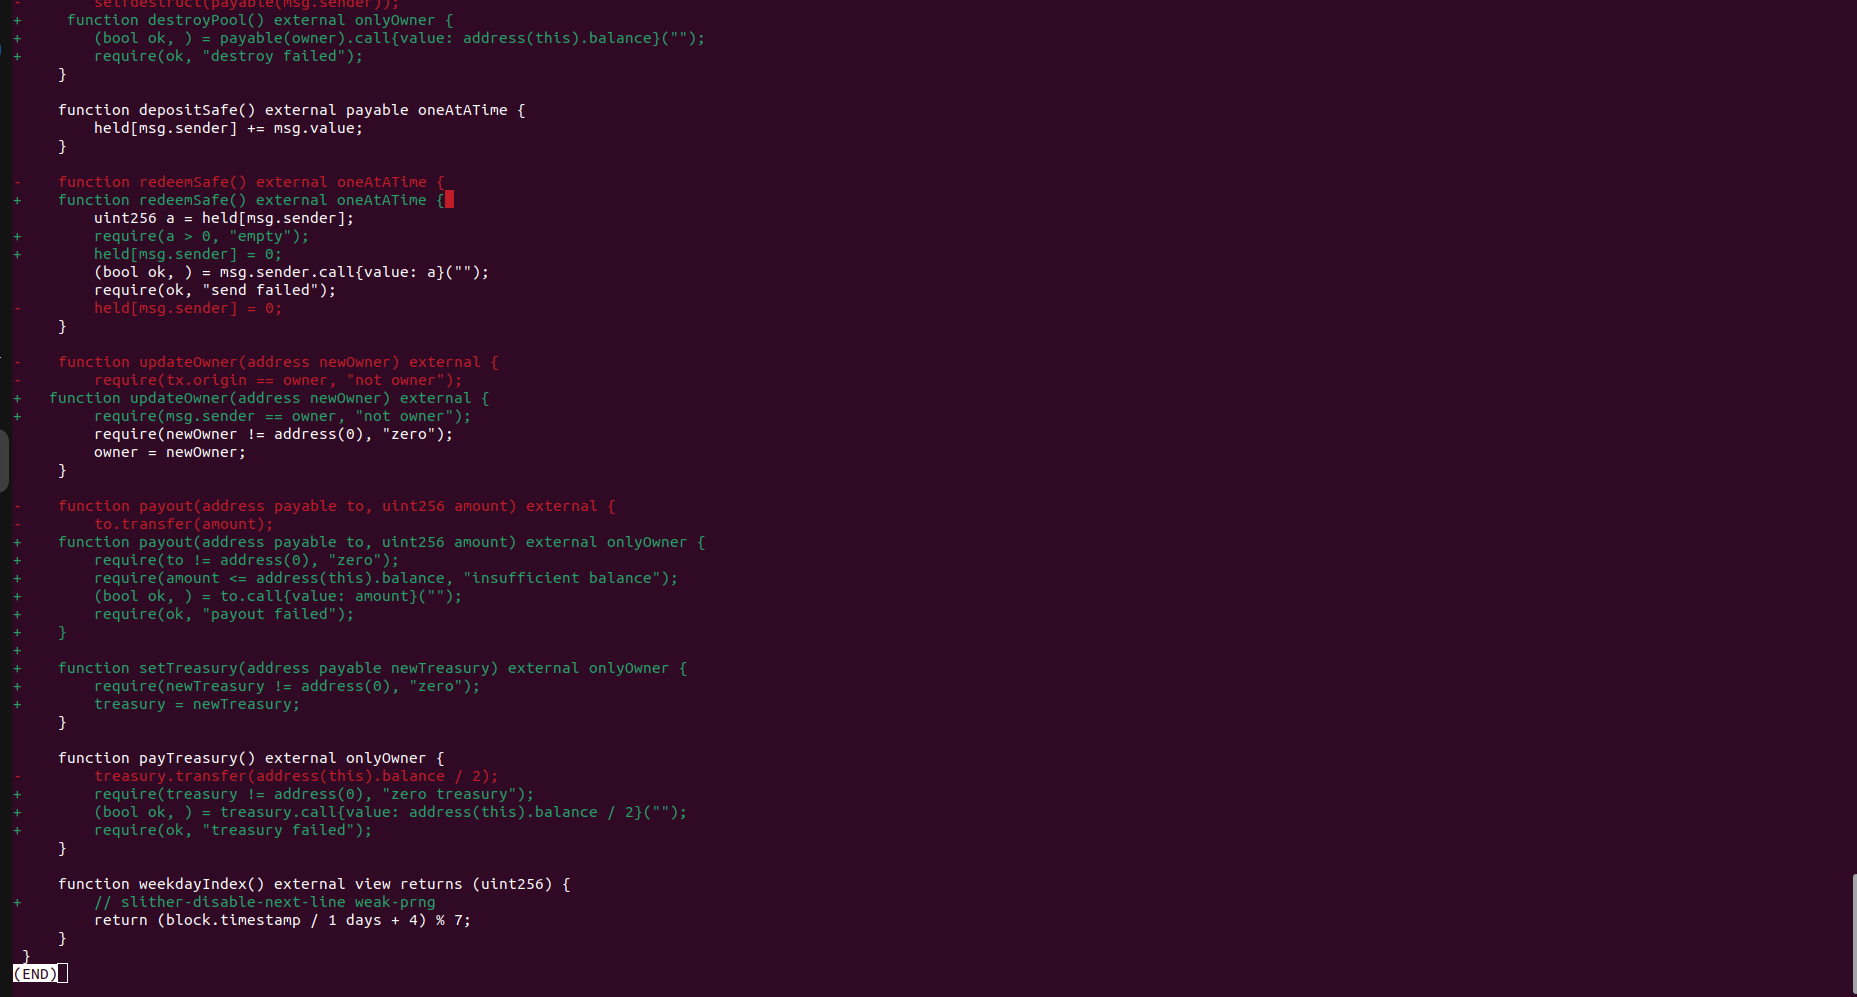 -        selfdestruct(payable(msg.sender));
+     function destroyPool() external onlyOwner {
+        (bool ok, ) = payable(owner).call{value: address(this).balance}("");
+        require(ok, "destroy failed");
     }

     function depositSafe() external payable oneAtATime {
         held[msg.sender] += msg.value;
     }

-    function redeemSafe() external oneAtATime {
+    function redeemSafe() external oneAtATime {
         uint256 a = held[msg.sender];
+        require(a > 0, "empty");
+        held[msg.sender] = 0;
         (bool ok, ) = msg.sender.call{value: a}("");
         require(ok, "send failed");
-        held[msg.sender] = 0;
     }

-    function updateOwner(address newOwner) external {
-        require(tx.origin == owner, "not owner");
+   function updateOwner(address newOwner) external {
+        require(msg.sender == owner, "not owner");
         require(newOwner != address(0), "zero");
         owner = newOwner;
     }

-    function payout(address payable to, uint256 amount) external {
-        to.transfer(amount);
+    function payout(address payable to, uint256 amount) external onlyOwner {
+        require(to != address(0), "zero");
+        require(amount <= address(this).balance, "insufficient balance");
+        (bool ok, ) = to.call{value: amount}("");
+        require(ok, "payout failed");
+    }
+
+    function setTreasury(address payable newTreasury) external onlyOwner {
+        require(newTreasury != address(0), "zero");
+        treasury = newTreasury;
     }

     function payTreasury() external onlyOwner {
-        treasury.transfer(address(this).balance / 2);
+        require(treasury != address(0), "zero treasury");
+        (bool ok, ) = treasury.call{value: address(this).balance / 2}("");
+        require(ok, "treasury failed");
     }

     function weekdayIndex() external view returns (uint256) {
+        // slither-disable-next-line weak-prng
         return (block.timestamp / 1 days + 4) % 7;
     }
 }
(END)